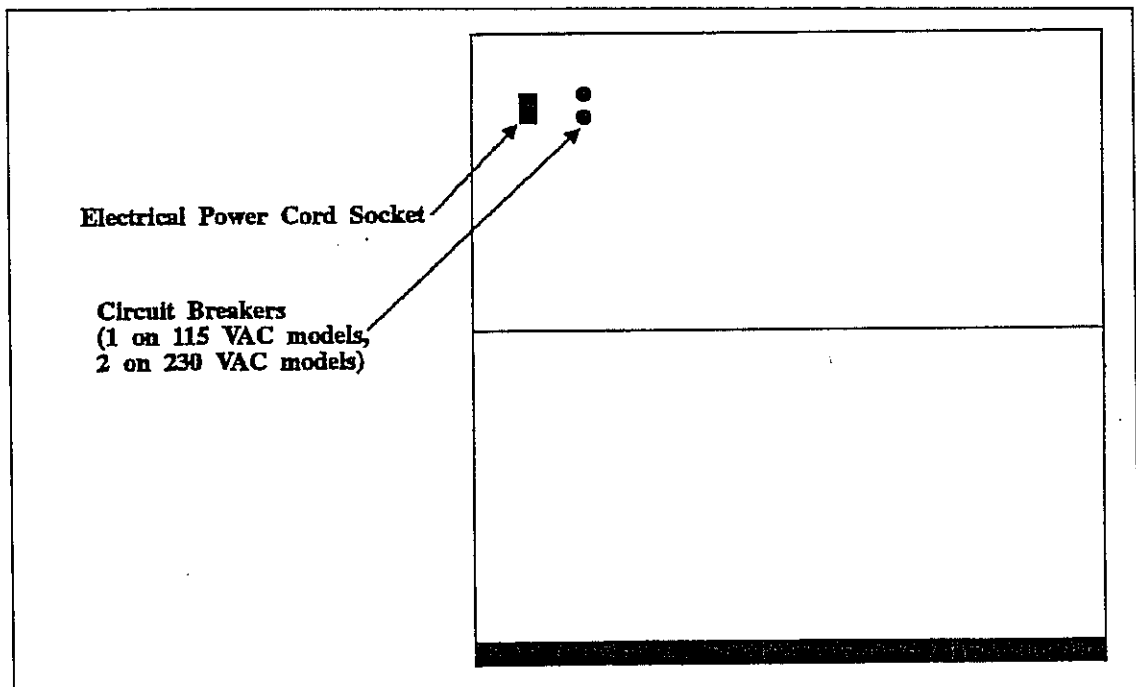 Electrical Power Cord Socket
Circuit Breakers
(1 on 115 VAC models,
2 on 230 VAC models)